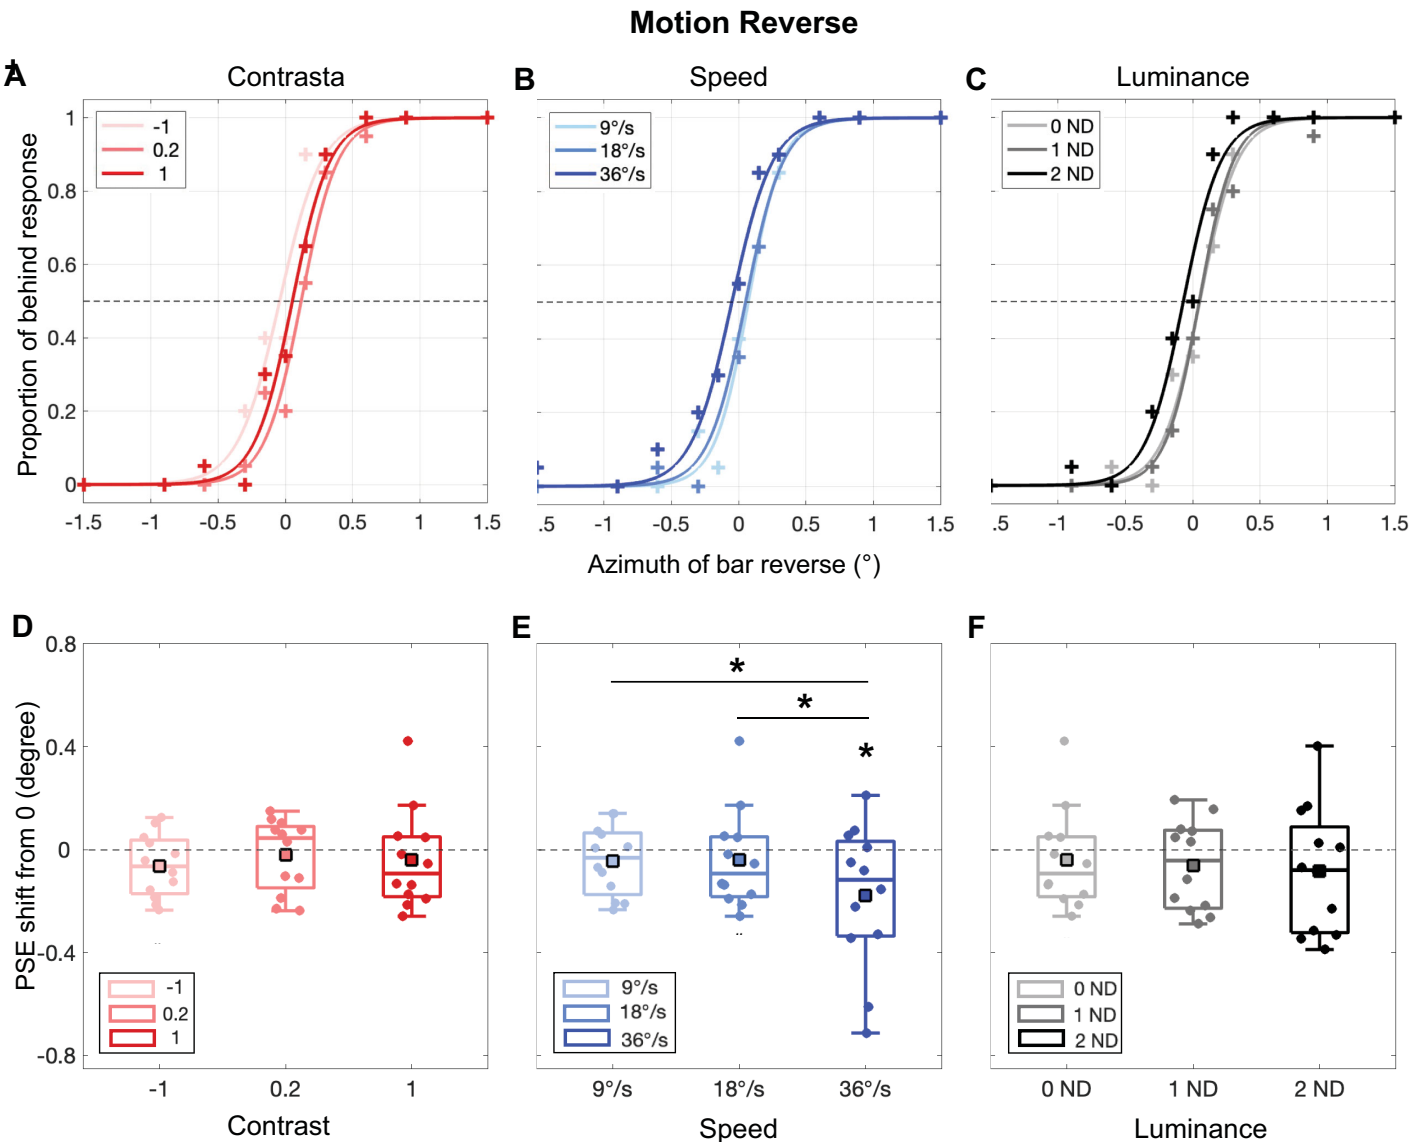 Motion Reverse
A
Contrasta
B
Speed
C
Luminance
Proportion of behind response
1
0.8
0.6
0.4
0.2
0
-1
0.2
1
9°/s
18°/s
36°/s
0 ND
1 ND
2 ND
-1.5 -1 -0.5 0 0.5 1 1.5
.5 -1 -0.5 0 0.5 1 1.5
.5 -1 -0.5 0 0.5 1 1.5
Azimuth of bar reverse (°)
D
E
F
PSE shift from 0 (degree)
0.8
0.4
0
-0.4
-0.8
* * *
-1
0.2
1
9°/s
18°/s
36°/s
0 ND
1 ND
2 ND
-1 0.2 1
9°/s 18°/s 36°/s
0 ND 1 ND 2 ND
Contrast
Speed
Luminance